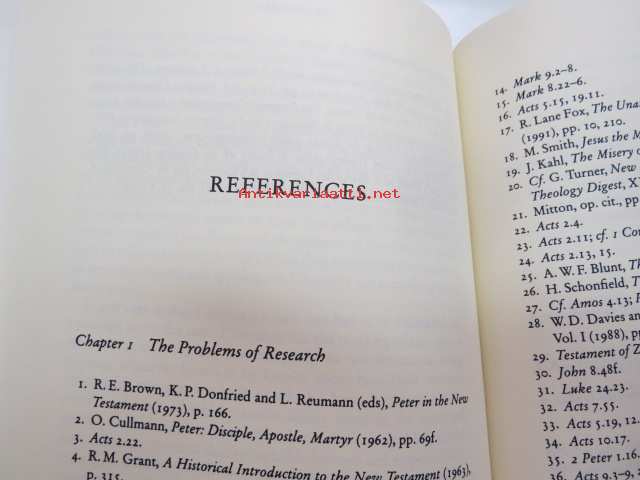 REFERENCES
Antikvariaatti.net
Chapter 1 The Problems of Research
1. R. E. Brown, K. P. Donfried and L. Reumann (eds), Peter in the New
Testament (1973), p. 166.
2. O. Cullmann, Peter: Disciple, Apostle, Martyr (1962), pp. 69f.
3. Acts 2.22.
4. R. M. Grant, A Historical Introduction to the New Testament (1963),
p. 315.
14. Mark 9.2–8.
15. Mark 8.22–6.
16. Acts 5.15, 19.11.
17. R. Lane Fox, The Una
(1991), pp. 10, 210.
18. M. Smith, Jesus the M
19. J. Kahl, The Misery o
20. Cf. G. Turner, New
Theology Digest, X
21. Mitton, op. cit., pp
22. Acts 2.4.
23. Acts 2.11; cf. 1 Co
24. Acts 2.13, 15.
25. A. W. F. Blunt, Th
26. H. Schonfield, T
27. Cf. Amos 4.13;
28. W. D. Davies and
Vol. I (1988), pp
29. Testament of Z
30. John 8.48f.
31. Luke 24.23.
32. Acts 7.55.
33. Acts 5.19, 12.
34. Acts 10.17.
35. 2 Peter 1.16.
36. Acts 9.3–9, 2